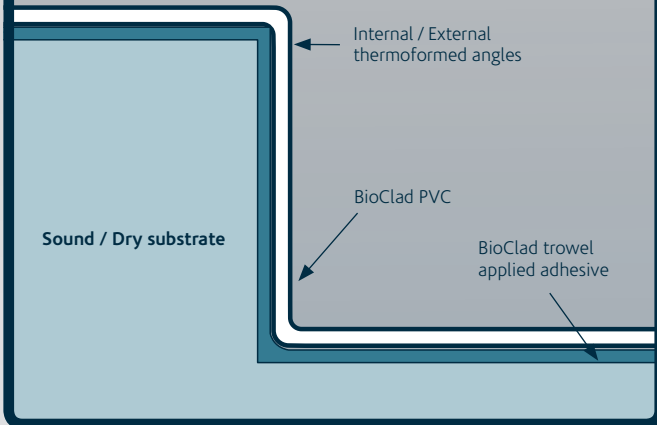 Internal / External
thermoformed angles
BioClad PVC
Sound / Dry substrate
BioClad trowel
applied adhesive